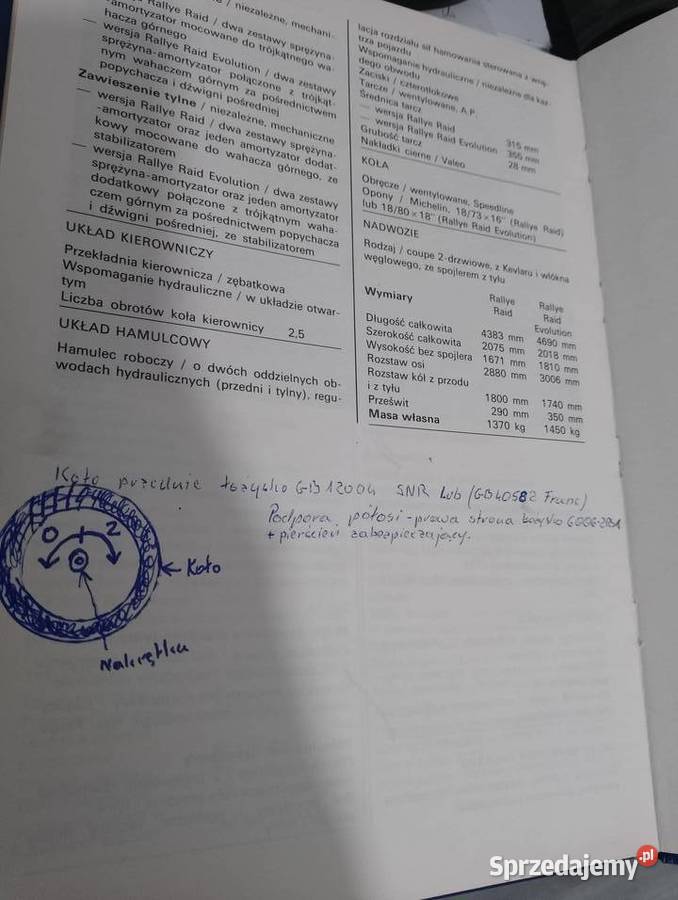 niezależne, mechani-
amortyzator mocowane do trójkątnego wa-
hacza górnego
— wersja Rallye Raid Evolution / dwa zestawy
sprężyna-amortyzator połączone z trójkąt-
nym wahaczem górnym za pośrednictwem
popychacza i dźwigni pośredniej
Zawieszenie tylne / niezależne, mechaniczne
— wersja Rallye Raid / dwa zestawy sprężyna-
-amortyzator oraz jeden amortyzator dodat-
kowy mocowane do wahacza górnego, ze
stabilizatorem
— wersja Rallye Raid Evolution / dwa zestawy
sprężyna-amortyzator oraz jeden amortyzator
dodatkowy połączone z trójkątnym waha-
czem górnym za pośrednictwem popychacza
i dźwigni pośredniej, ze stabilizatorem
UKŁAD KIEROWNICZY
Przekładnia kierownicza / zębatkowa
Wspomaganie hydrauliczne / w układzie otwar-
tym
Liczba obrotów koła kierownicy 2,5
UKŁAD HAMULCOWY
Hamulec roboczy / o dwóch oddzielnych ob-
wodach hydraulicznych (przedni i tylny), regu-
lacja rozdziału sił hamowania sterowana z wnę-
trza pojazdu
Wspomaganie hydrauliczne / niezależne dla każ-
dego obwodu
Zaciski / czterotłokowe
Tarcze / wentylowane, A.P.
Średnica tarcz
— wersja Rallye Raid 315 mm
— wersja Rallye Raid Evolution 355 mm
Grubość tarcz 28 mm
Nakładki cierne / Valeo
KOŁA
Obręcze / wentylowane, Speedline
Opony / Michelin, 18/73×16" (Rallye Raid)
lub 18/80×18" (Rallye Raid Evolution)
NADWOZIE
Rodzaj / coupe 2-drzwiowe, z Kevlaru i włókna
węglowego, ze spojlerem z tyłu
Wymiary Rallye Raid Rallye Raid Evolution
Długość całkowita 4383 mm 4690 mm
Szerokość całkowita 2075 mm 2018 mm
Wysokość bez spojlera 1671 mm 1810 mm
Rozstaw osi 2880 mm 3006 mm
Rozstaw kół z przodu
i z tyłu 1800 mm 1740 mm
Prześwit 290 mm 350 mm
Masa własna 1370 kg 1450 kg
Koło przednie łożysko GB12004 SNR lub (GB40582 Franc)
Podpora półosi - prawa strona łożysko 6006-2RS1
+ pierścień zabezpieczający.
0 + 2
Koło
Nakrętka
Sprzedajemy.pl